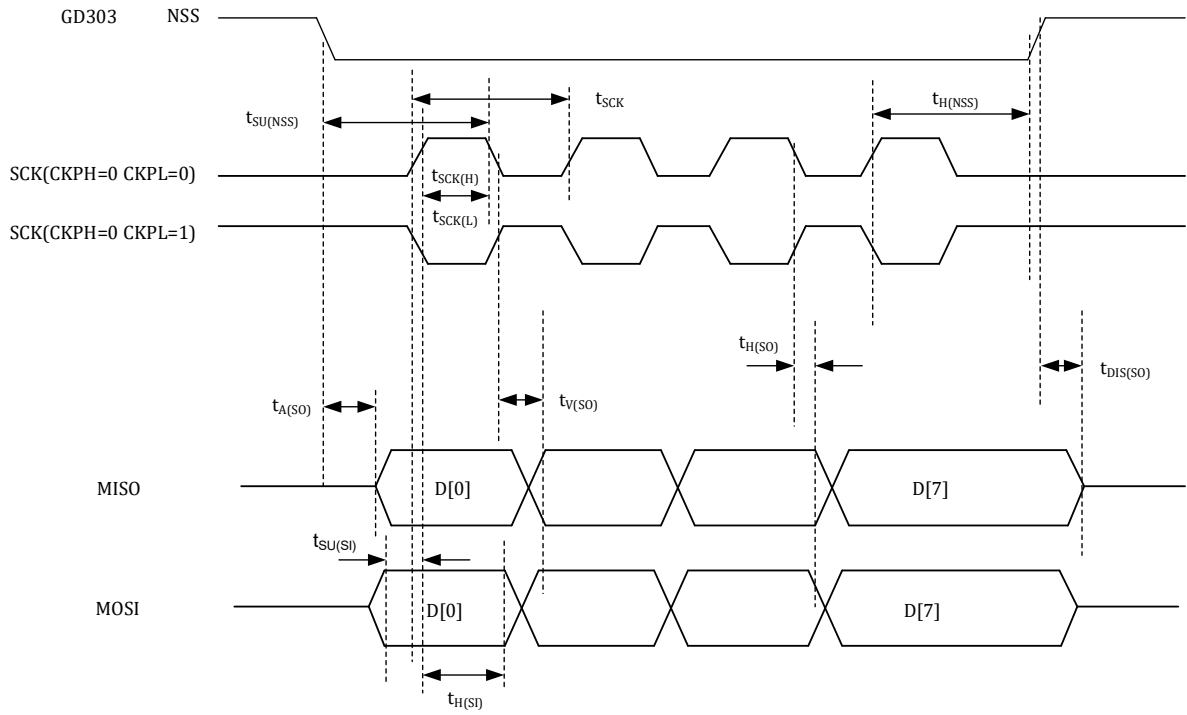 GD303 NSS
tSCK
tH(NSS)
tSU(NSS)
SCK(CKPH=0 CKPL=0)
tSCK(H)
tSCK(L)
SCK(CKPH=0 CKPL=1)
tH(SO)
tDIS(SO)
tA(SO)
tV(SO)
MISO D[0] D[7]
tSU(SI)
MOSI D[0] D[7]
tH(SI)